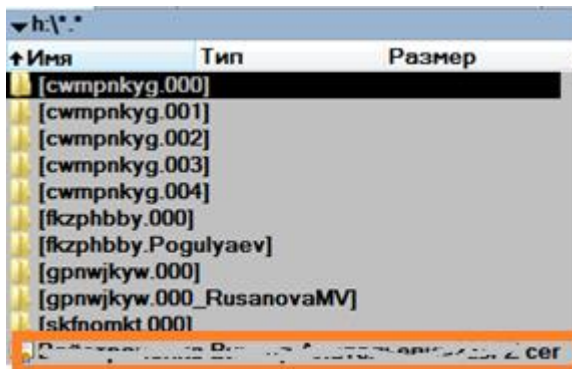 h:\*.*
Имя Тип Размер
[cwmpnkyg.000]
[cwmpnkyg.001]
[cwmpnkyg.002]
[cwmpnkyg.003]
[cwmpnkyg.004]
[fkzphbby.000]
[fkzphbby.Pogulyaev]
[gpnwjkyw.000]
[gpnwjkyw.000_RusanovaMV]
[skfnomkt.000]
cer